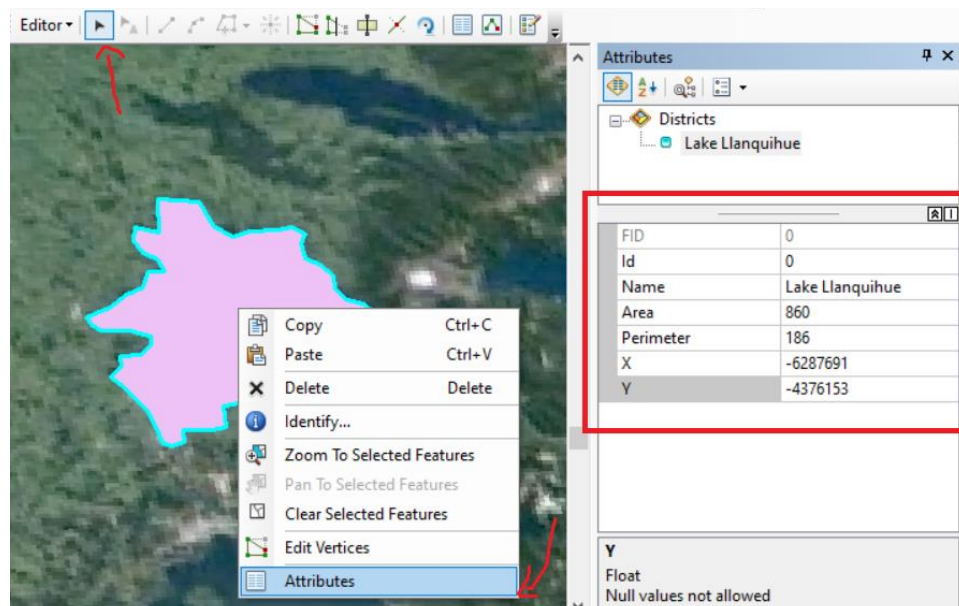 Editor
Attributes
Districts
Lake Llanquihue
FID 0
Id 0
Name Lake Llanquihue
Area 860
Perimeter 186
X -6287691
Y -4376153
Copy Ctrl+C
Paste Ctrl+V
Delete Delete
Identify...
Zoom To Selected Features
Pan To Selected Features
Clear Selected Features
Edit Vertices
Attributes
Y
Float
Null values not allowed